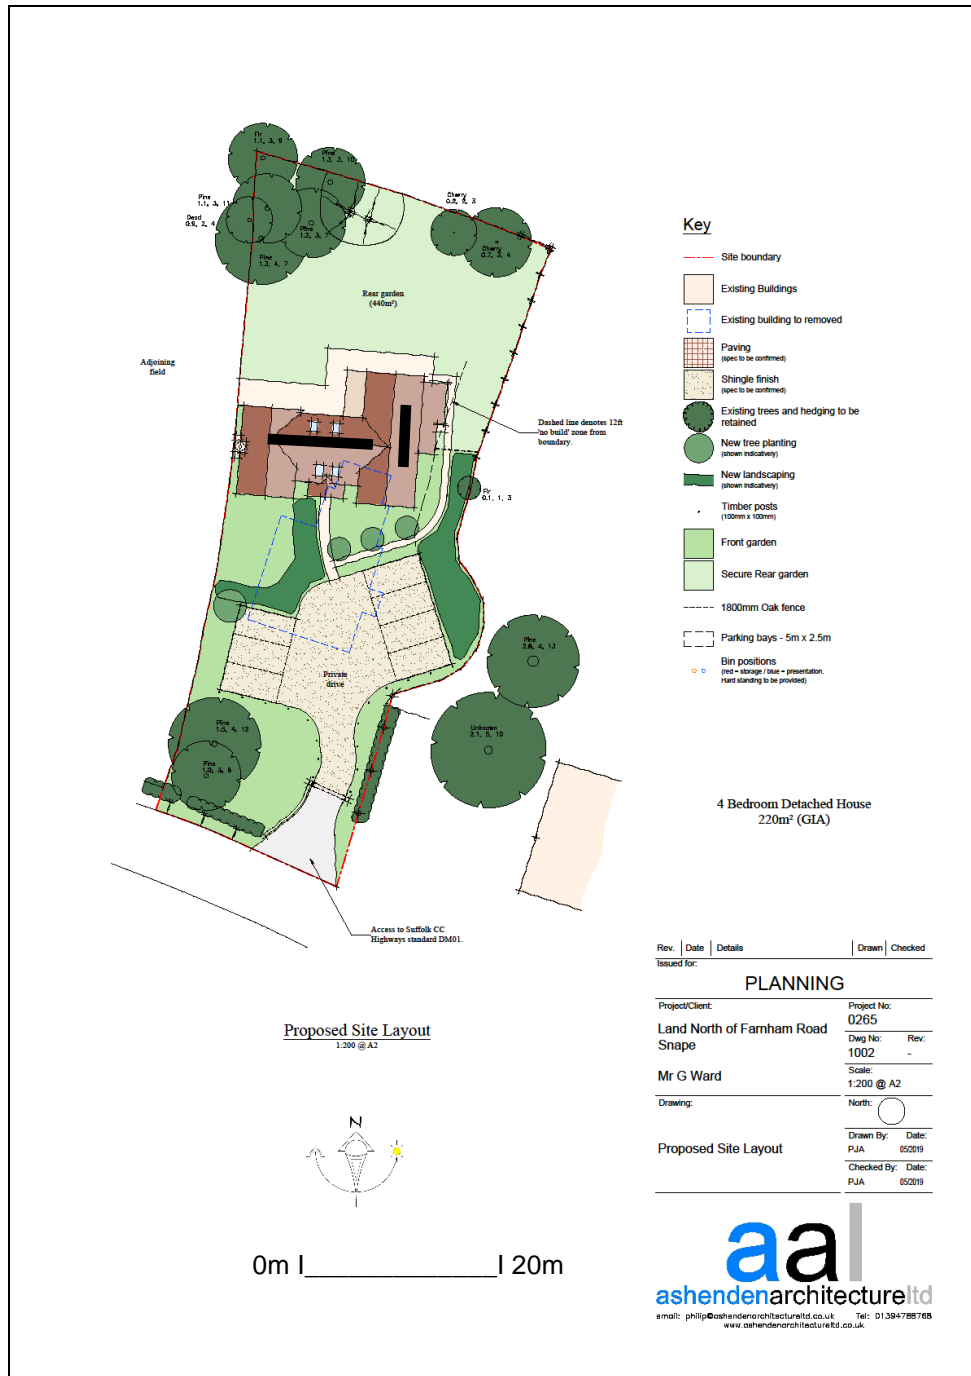 Fir
1.1, 3, 9
Pine
1.3, 3, 10
Pine
1.1, 3, 11
Dead
0.9, 2, 4
Pine
1.2, 3, 7
Pine
1.3, 4, 7
Cherry
0.2, 2, 3
Cherry
0.7, 3, 4
Rear garden
(440m²)
Adjoining
field
Dashed line denotes 12ft
'no build' zone from
boundary.
Fir
0.1, 1, 3
Pine
2.8, 4, 13
Private
drive
Unknown
2.1, 5, 10
Pine
1.5, 4, 12
Pine
1.0, 3, 8
Access to Suffolk CC
Highways standard DM01.
Key
Site boundary
Existing Buildings
Existing building to removed
Paving
(spec to be confirmed)
Shingle finish
(spec to be confirmed)
Existing trees and hedging to be
retained
New tree planting
(shown indicatively)
New landscaping
(shown indicatively)
Timber posts
(100mm x 100mm)
Front garden
Secure Rear garden
1800mm Oak fence
Parking bays - 5m x 2.5m
Bin positions
(red = storage / blue = presentation.
Hard standing to be provided)
4 Bedroom Detached House
220m² (GIA)
Proposed Site Layout
1:200 @ A2
N
0m I_____________I 20m
Rev. Date Details Drawn Checked
Issued for:
PLANNING
Project/Client:
Land North of Farnham Road
Snape
Mr G Ward
Project No:
0265
Dwg No: Rev:
1002 -
Scale:
1:200 @ A2
Drawing:
Proposed Site Layout
North:
Drawn By: Date:
PJA 05/2019
Checked By: Date:
PJA 05/2019
aal
ashendenarchitectureltd
email: philip@ashendenarchitectureltd.co.uk Tel: 01394788768
www.ashendenarchitectureltd.co.uk